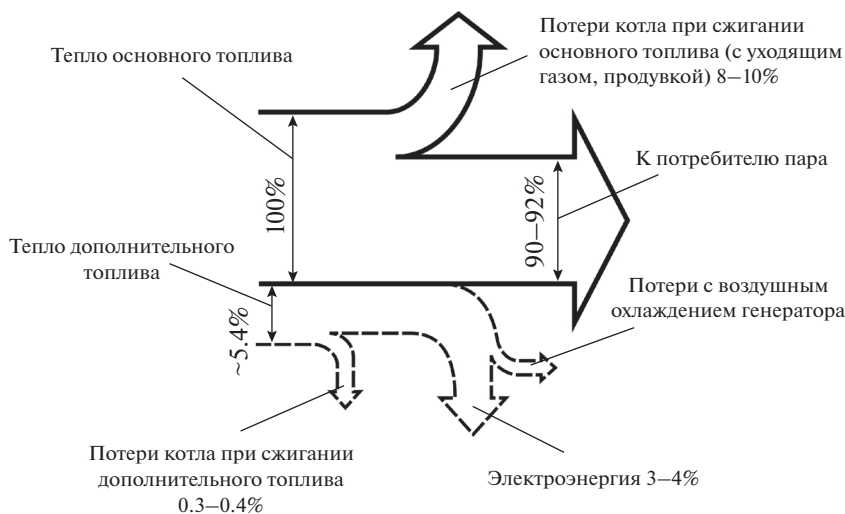 Потери котла при сжигании
основного топлива (с уходящим
газом, продувкой) 8–10%
Тепло основного топлива
К потребителю пара
100%
90–92%
Тепло дополнительного
топлива
Потери с воздушным
охлаждением генератора
~5.4%
Потери котла при сжигании
дополнительного топлива
0.3–0.4%
Электроэнергия 3–4%